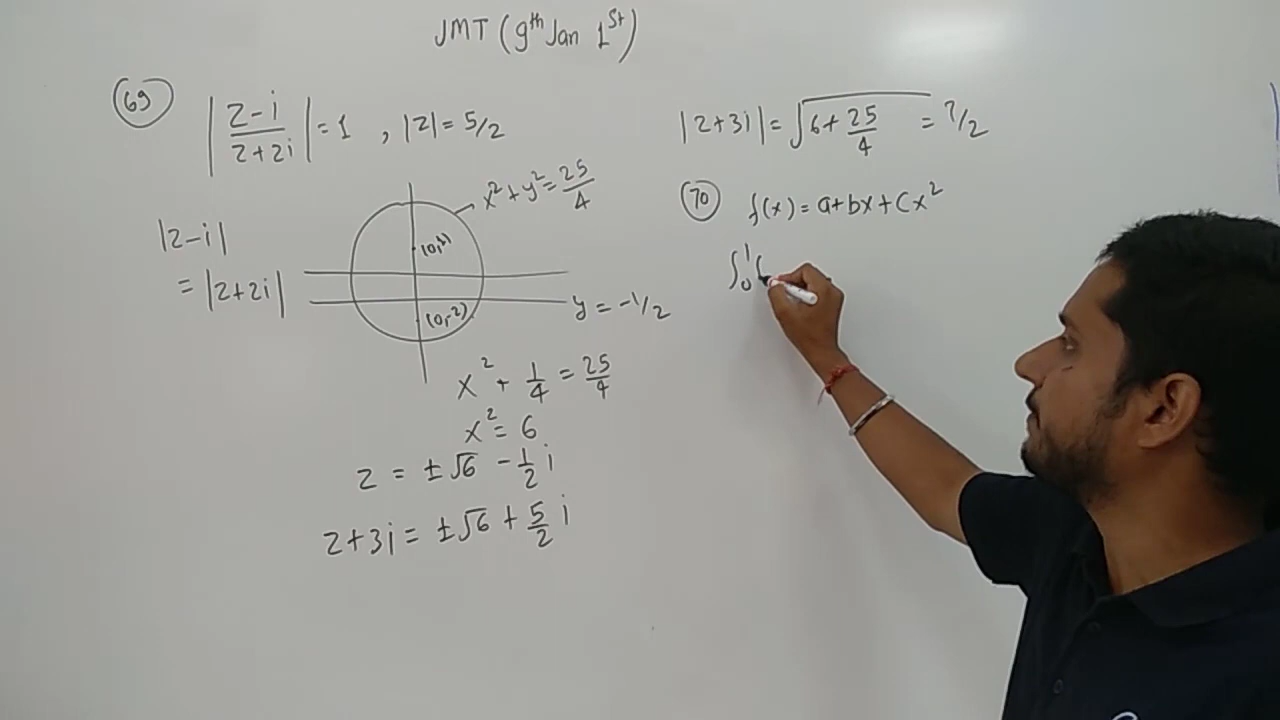 JMT (9th Jan 1st)
69
|z-i / z+2i| = 1 , |z| = 5/2
x² + y² = 25/4
|z-i|
= |z+2i|
(0,1)
(0,-2)
y = -1/2
x² + 1/4 = 25/4
x² = 6
z = ±√6 - 1/2 i
z+3i = ±√6 + 5/2 i
|z+3i| = √(6 + 25/4) = 7/2
70 f(x) = a+bx+cx²
∫₀¹ (